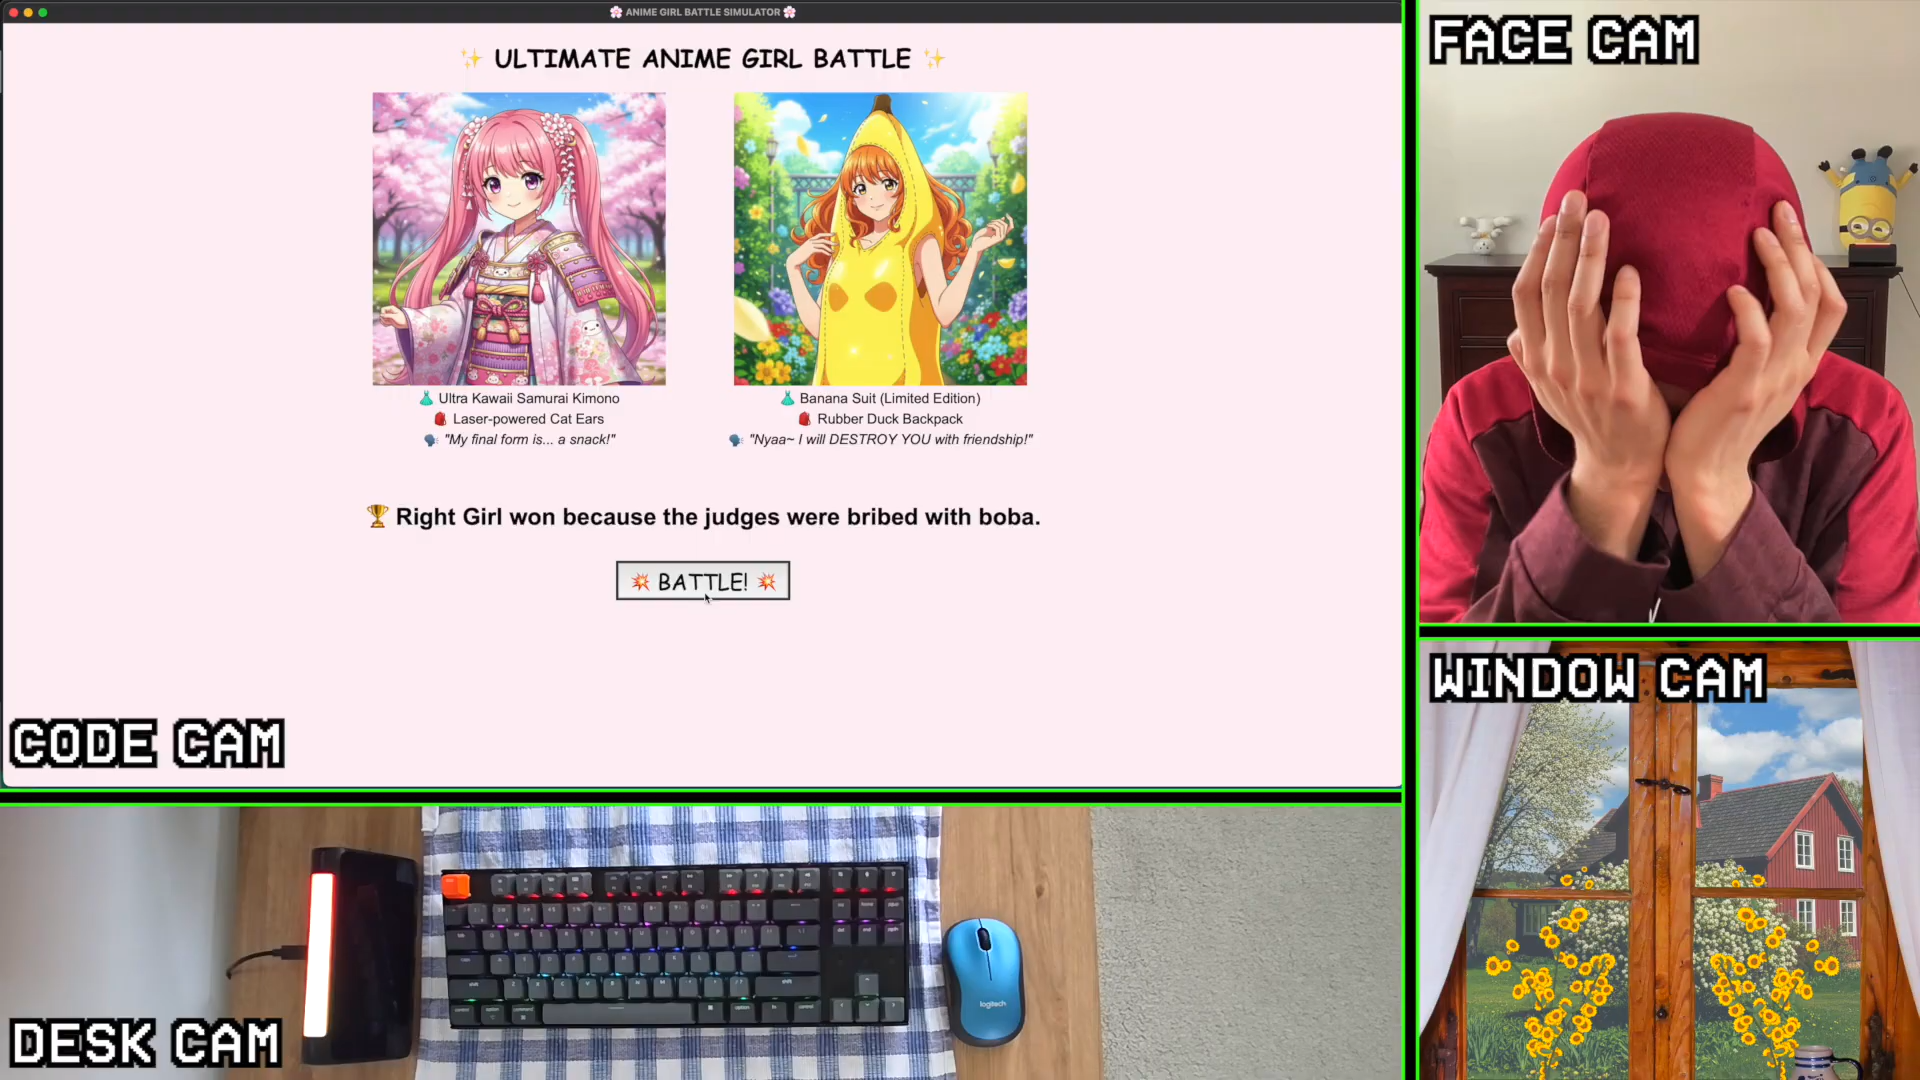 🌸 ANIME GIRL BATTLE SIMULATOR 🌸
✨ ULTIMATE ANIME GIRL BATTLE ✨
👗 Ultra Kawaii Samurai Kimono
🎒 Laser-powered Cat Ears
🗣️ "My final form is... a snack!"
👗 Banana Suit (Limited Edition)
🎒 Rubber Duck Backpack
🗣️ "Nyaa~ I will DESTROY YOU with friendship!"
🏆 Right Girl won because the judges were bribed with boba.
💥 BATTLE! 💥
CODE CAM
FACE CAM
WINDOW CAM
DESK CAM
logitech